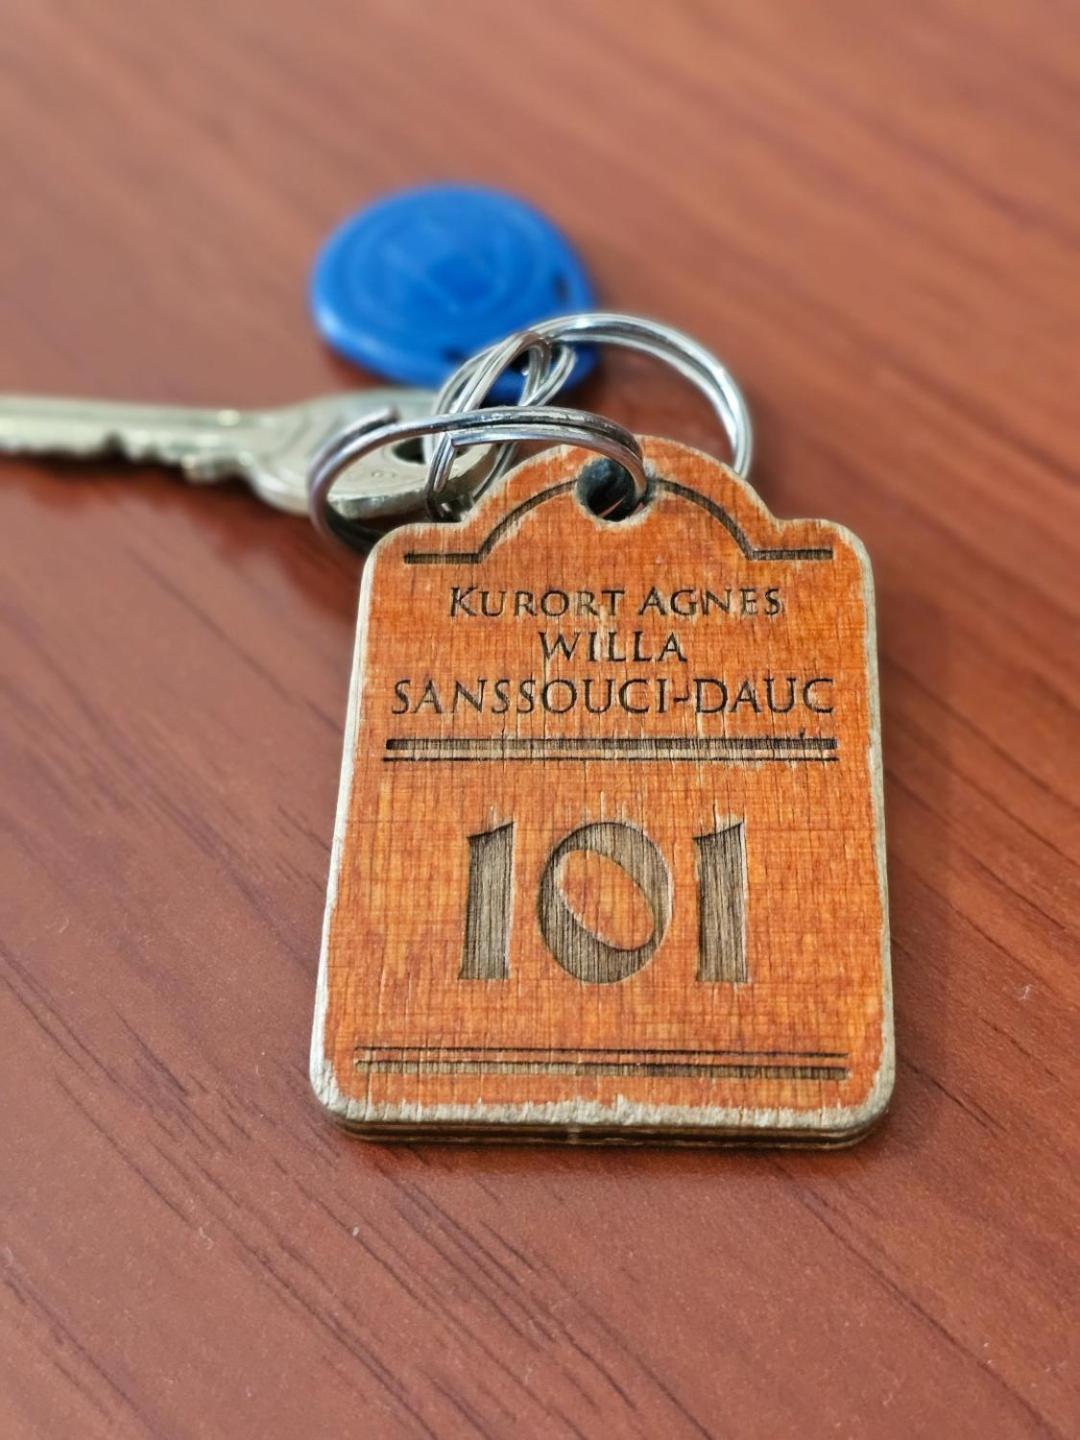 KURORT AGNES
WILLA
SANSSOUCI-DAUC
101